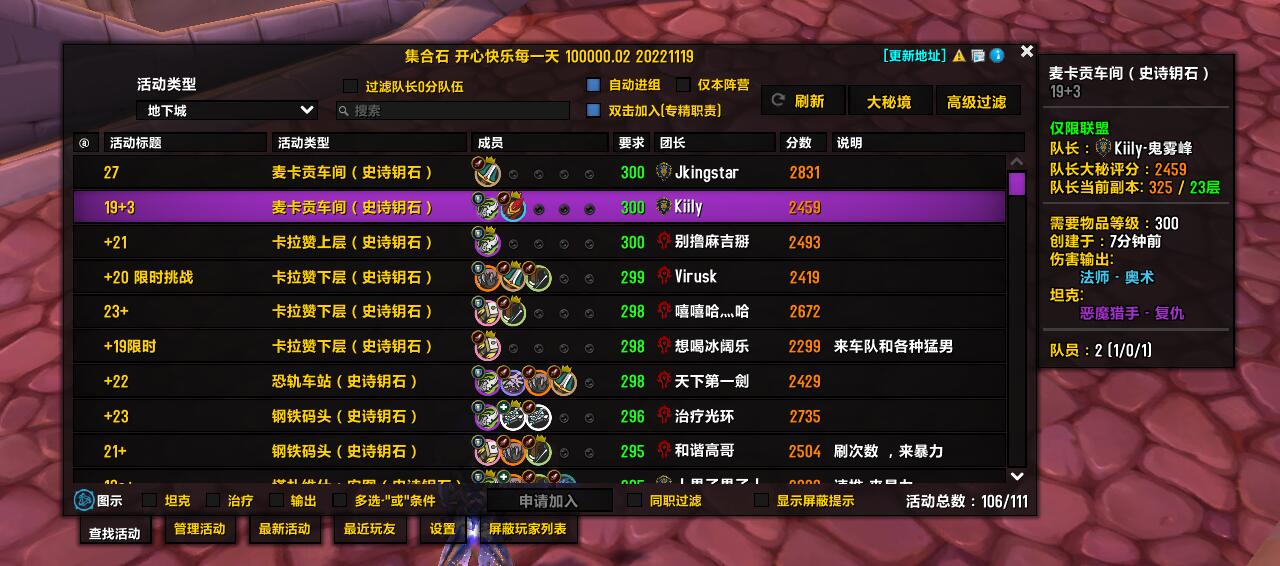 集合石 开心快乐每一天 100000.02 20221119
[更新地址]
活动类型
过滤队长0分队伍
自动进组
仅本阵营
地下城
搜索
双击加入(专精职责)
刷新
大秘境
高级过滤
@ 活动标题 活动类型 成员 要求 团长 分数 说明
27 麦卡贡车间（史诗钥石） 300 Jkingstar 2831
19+3 麦卡贡车间（史诗钥石） 300 Kiily 2459
+21 卡拉赞上层（史诗钥石） 300 别撸麻吉掰 2493
+20 限时挑战 卡拉赞下层（史诗钥石） 299 Virusk 2419
23+ 卡拉赞下层（史诗钥石） 298 嘻嘻哈灬哈 2672
+19限时 卡拉赞下层（史诗钥石） 298 想喝冰阔乐 2299 来车队和各种猛男
+22 恐轨车站（史诗钥石） 298 天下第一劍 2429
+23 钢铁码头（史诗钥石） 296 治疗光环 2735
21+ 钢铁码头（史诗钥石） 295 和谐高哥 2504 刷次数 ，来暴力
图示 坦克 治疗 输出 多选-"或"条件 申请加入 同职过滤 显示屏蔽提示 活动总数：106/111
查找活动 管理活动 最新活动 最近玩友 设置 屏蔽玩家列表
麦卡贡车间（史诗钥石）
19+3
仅限联盟
队长：Kiily-鬼雾峰
队长大秘评分：2459
队长当前副本: 325 / 23层
需要物品等级：300
创建于：7分钟前
伤害输出:
法师 - 奥术
坦克:
恶魔猎手 - 复仇
队员：2 (1/0/1)